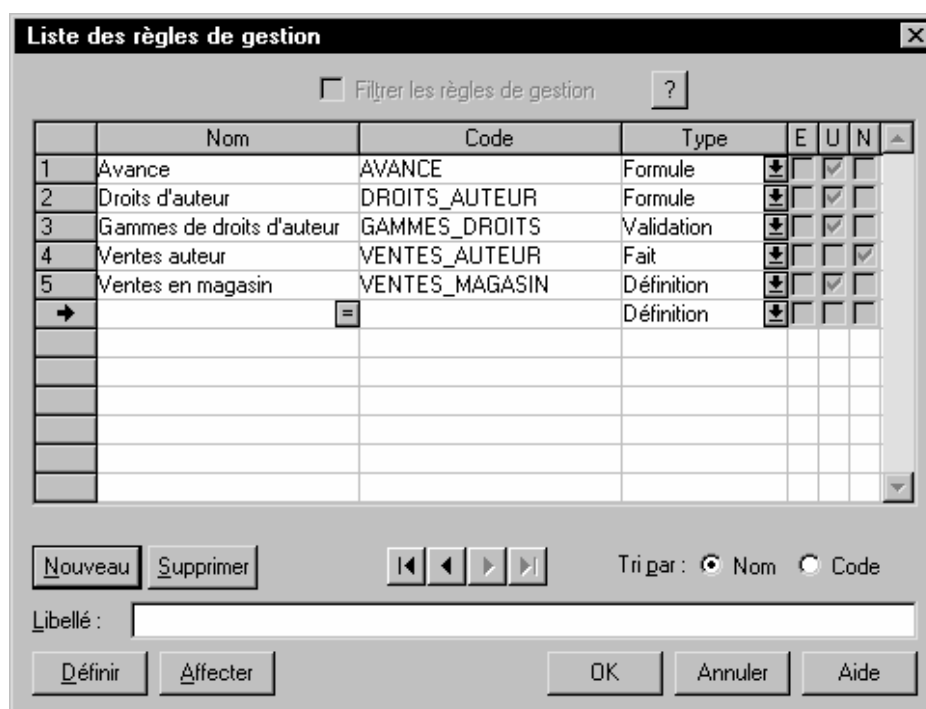 Liste des règles de gestion
Filtrer les règles de gestion ?
Nom Code Type E U N
1 Avance AVANCE Formule
2 Droits d'auteur DROITS_AUTEUR Formule
3 Gammes de droits d'auteur GAMMES_DROITS Validation
4 Ventes auteur VENTES_AUTEUR Fait
5 Ventes en magasin VENTES_MAGASIN Définition
= Définition
Nouveau Supprimer Tri par : Nom Code
Libellé :
Définir Affecter OK Annuler Aide